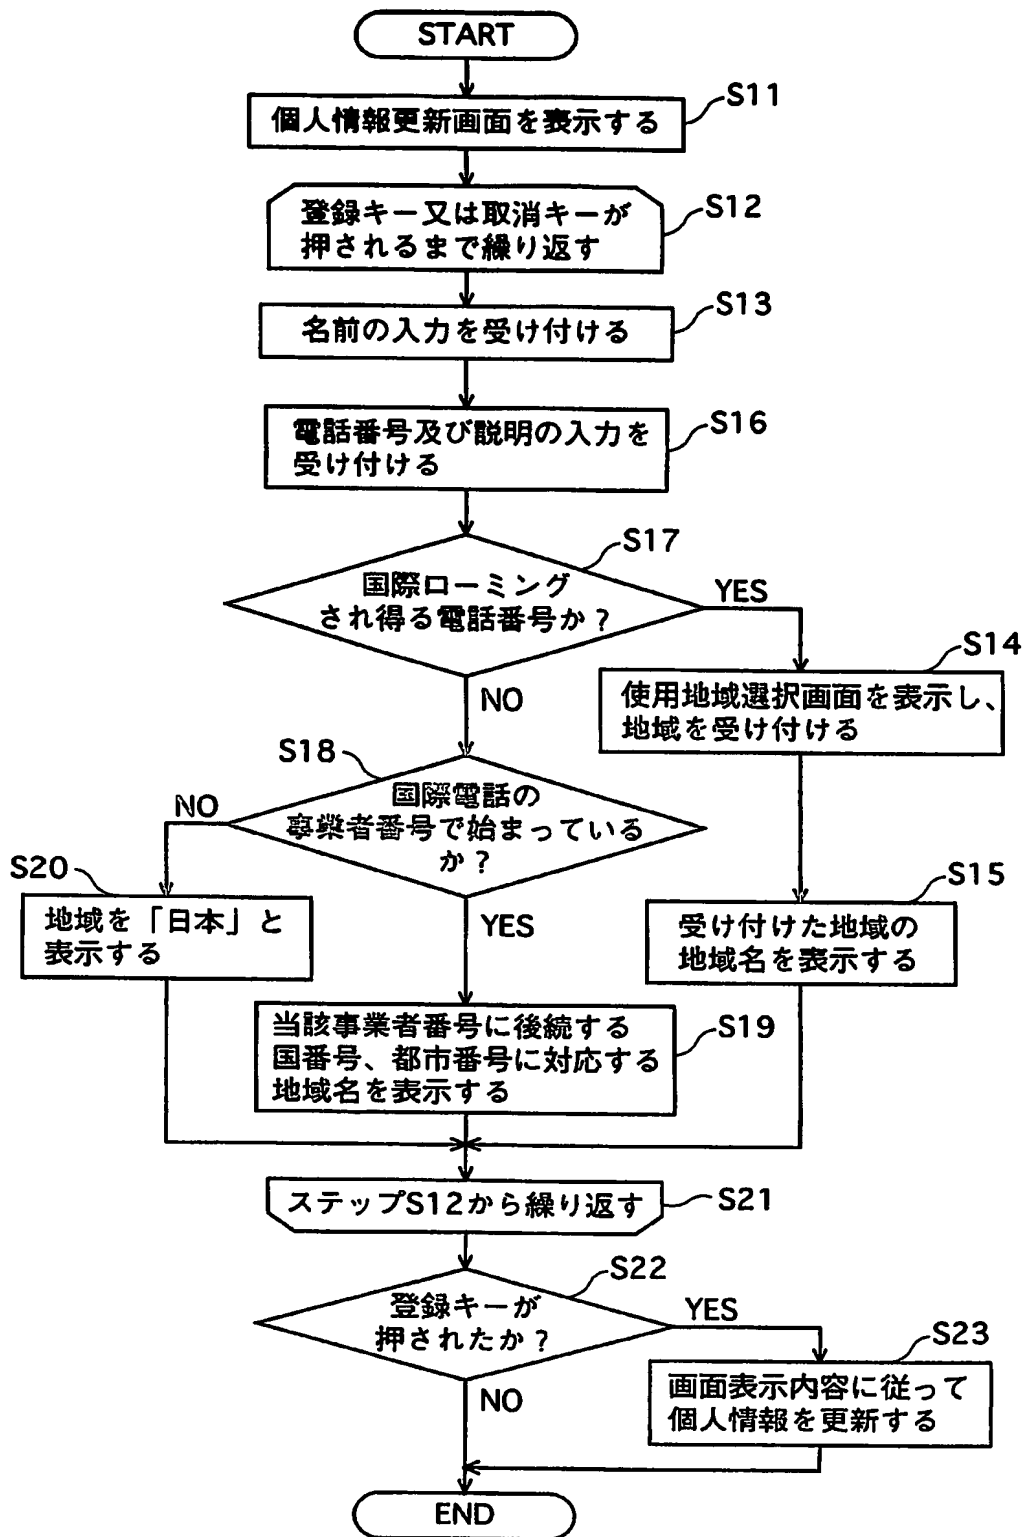 START
個人情報更新画面を表示する
S11
登録キー又は取消キーが
押されるまで繰り返す
S12
名前の入力を受け付ける
S13
電話番号及び説明の入力を
受け付ける
S16
国際ローミング
され得る電話番号か？
S17
YES
NO
使用地域選択画面を表示し、
地域を受け付ける
S14
国際電話の
事業者番号で始まっている
か？
S18
NO
YES
地域を「日本」と
表示する
S20
受け付けた地域の
地域名を表示する
S15
当該事業者番号に後続する
国番号、都市番号に対応する
地域名を表示する
S19
ステップS12から繰り返す
S21
登録キーが
押されたか？
S22
YES
NO
画面表示内容に従って
個人情報を更新する
S23
END